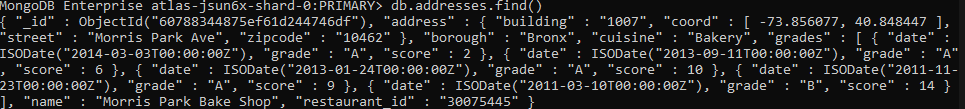 MongoDB Enterprise atlas-jsun6x-shard-0:PRIMARY> db.addresses.find()
{ "_id" : ObjectId("60788344875ef61d244746df"), "address" : { "building" : "1007", "coord" : [ -73.856077, 40.848447 ],
"street" : "Morris Park Ave", "zipcode" : "10462" }, "borough" : "Bronx", "cuisine" : "Bakery", "grades" : [ { "date" :
ISODate("2014-03-03T00:00:00Z"), "grade" : "A", "score" : 2 }, { "date" : ISODate("2013-09-11T00:00:00Z"), "grade" : "A"
, "score" : 6 }, { "date" : ISODate("2013-01-24T00:00:00Z"), "grade" : "A", "score" : 10 }, { "date" : ISODate("2011-11-
23T00:00:00Z"), "grade" : "A", "score" : 9 }, { "date" : ISODate("2011-03-10T00:00:00Z"), "grade" : "B", "score" : 14 }
], "name" : "Morris Park Bake Shop", "restaurant_id" : "30075445" }